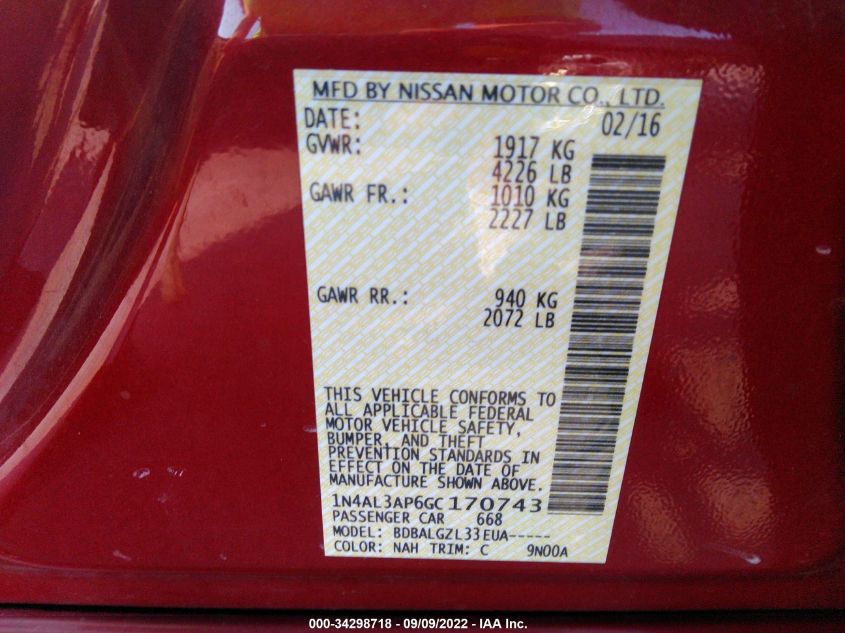 MFD BY NISSAN MOTOR CO., LTD.
DATE: 02/16
GVWR: 1917 KG
4226 LB
GAWR FR.: 1010 KG
2227 LB
GAWR RR.: 940 KG
2072 LB
THIS VEHICLE CONFORMS TO
ALL APPLICABLE FEDERAL
MOTOR VEHICLE SAFETY,
BUMPER, AND THEFT
PREVENTION STANDARDS IN
EFFECT ON THE DATE OF
MANUFACTURE SHOWN ABOVE.
1N4AL3AP6GC170743
PASSENGER CAR 668
MODEL: BDBALGZL33EUA-----
COLOR: NAH TRIM: C 9N00A
000-34298718 - 09/09/2022 - IAA Inc.